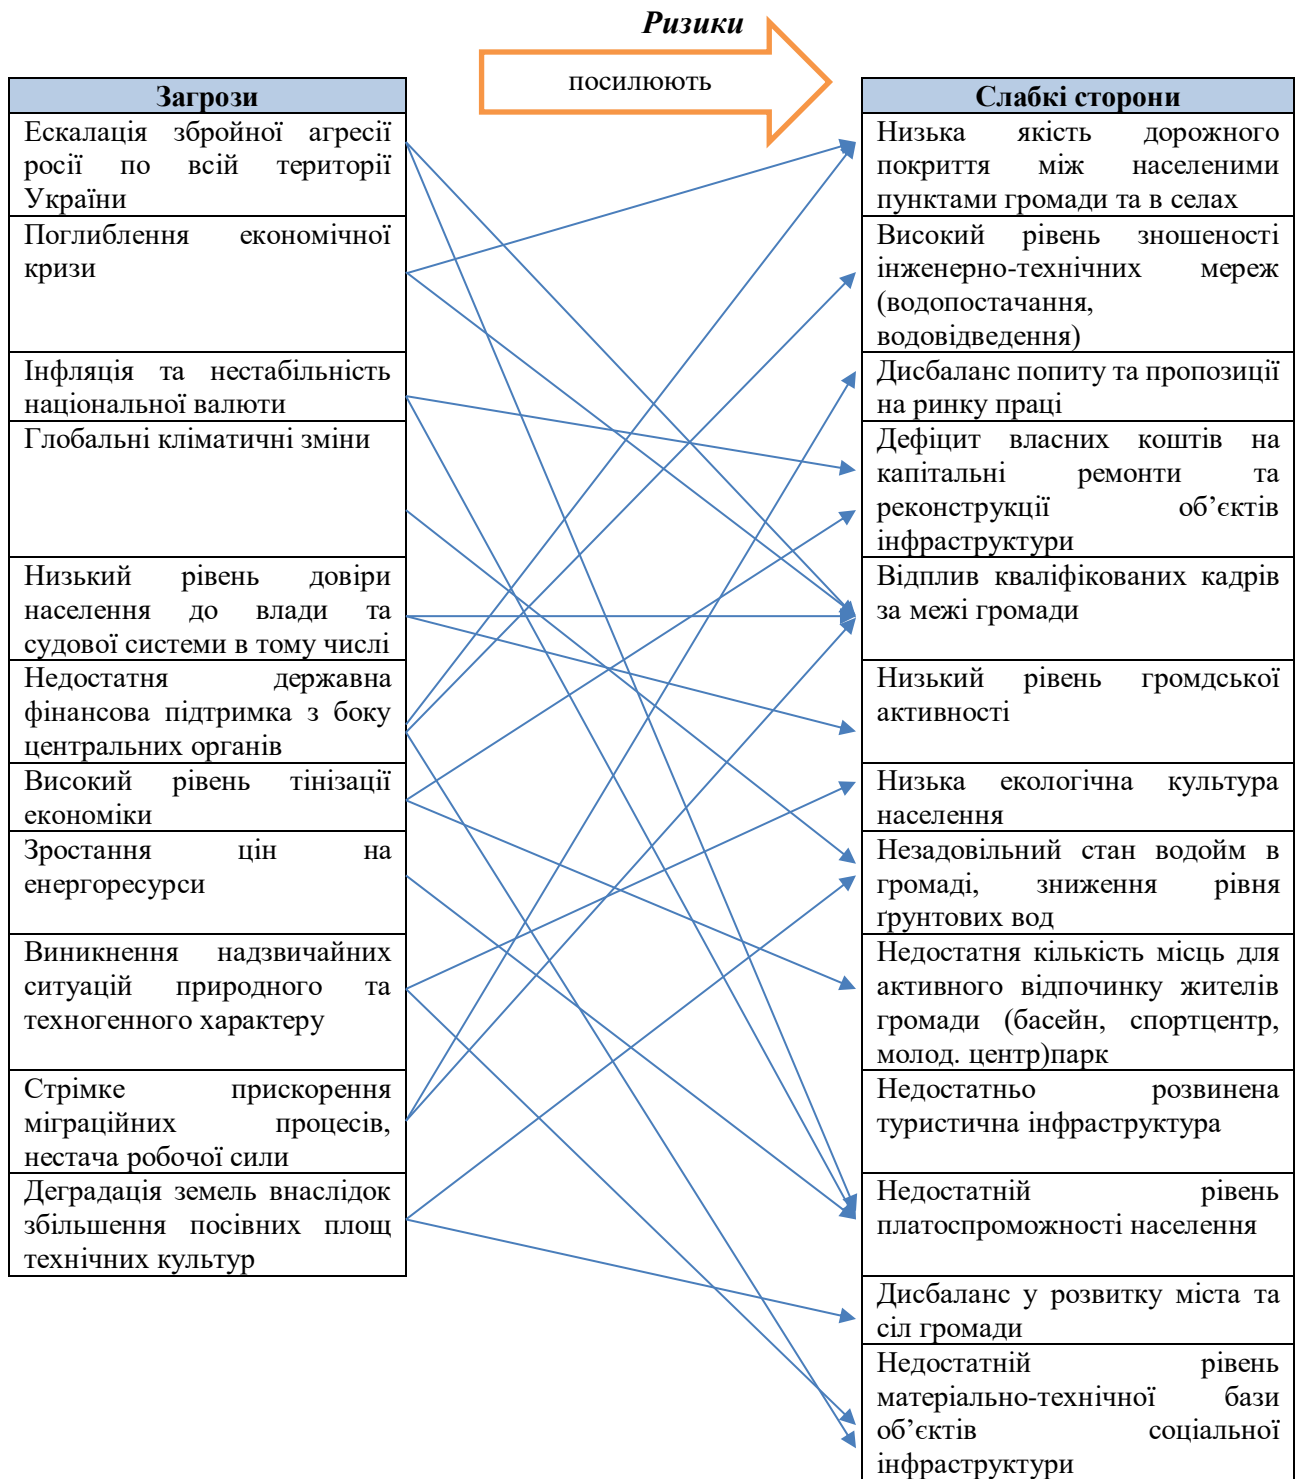 Ризики
посилюють
Загрози
Ескалація збройної агресії
росії по всій території
України
Поглиблення економічної
кризи
Інфляція та нестабільність
національної валюти
Глобальні кліматичні зміни
Низький рівень довіри
населення до влади та
судової системи в тому числі
Недостатня державна
фінансова підтримка з боку
центральних органів
Високий рівень тінізації
економіки
Зростання цін на
енергоресурси
Виникнення надзвичайних
ситуацій природного та
техногенного характеру
Стрімке прискорення
міграційних процесів,
нестача робочої сили
Деградація земель внаслідок
збільшення посівних площ
технічних культур
Слабкі сторони
Низька якість дорожного
покриття між населеними
пунктами громади та в селах
Високий рівень зношеності
інженерно-технічних мереж
(водопостачання,
водовідведення)
Дисбаланс попиту та пропозиції
на ринку праці
Дефіцит власних коштів на
капітальні ремонти та
реконструкції об’єктів
інфраструктури
Відплив кваліфікованих кадрів
за межі громади
Низький рівень громдської
активності
Низька екологічна культура
населення
Незадовільний стан водойм в
громаді, зниження рівня
ґрунтових вод
Недостатня кількість місць для
активного відпочинку жителів
громади (басейн, спортцентр,
молод. центр)парк
Недостатньо розвинена
туристична інфраструктура
Недостатній рівень
платоспроможності населення
Дисбаланс у розвитку міста та
сіл громади
Недостатній рівень
матеріально-технічної бази
об’єктів соціальної
інфраструктури